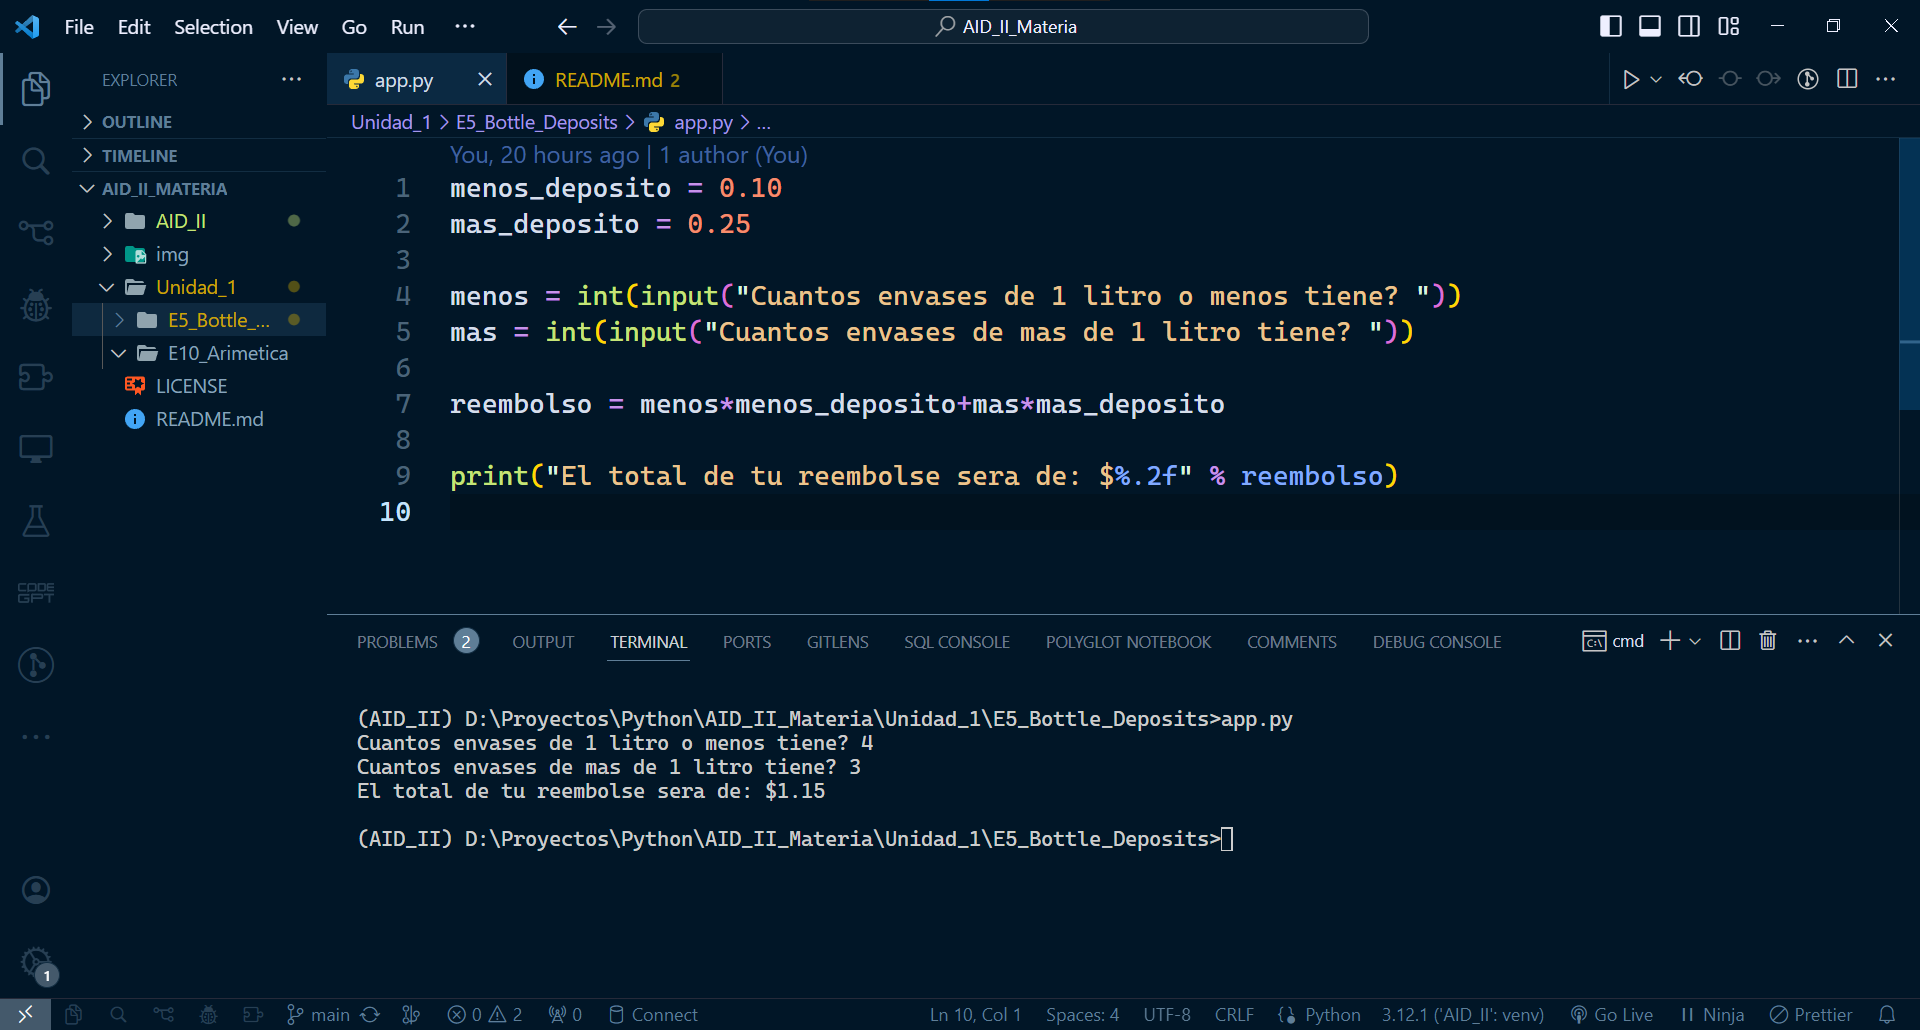 File Edit Selection View Go Run ···
AID_II_Materia
EXPLORER
OUTLINE
TIMELINE
AID_II_MATERIA
AID_II
img
Unidad_1
E5_Bottle_...
E10_Arimetica
LICENSE
README.md
app.py
README.md 2
Unidad_1 > E5_Bottle_Deposits > app.py > ...
You, 20 hours ago | 1 author (You)
1 menos_deposito = 0.10
2 mas_deposito = 0.25
3
4 menos = int(input("Cuantos envases de 1 litro o menos tiene? "))
5 mas = int(input("Cuantos envases de mas de 1 litro tiene? "))
6
7 reembolso = menos*menos_deposito+mas*mas_deposito
8
9 print("El total de tu reembolse sera de: $%.2f" % reembolso)
10
PROBLEMS 2 OUTPUT TERMINAL PORTS GITLENS SQL CONSOLE POLYGLOT NOTEBOOK COMMENTS DEBUG CONSOLE
cmd
(AID_II) D:\Proyectos\Python\AID_II_Materia\Unidad_1\E5_Bottle_Deposits>app.py
Cuantos envases de 1 litro o menos tiene? 4
Cuantos envases de mas de 1 litro tiene? 3
El total de tu reembolse sera de: $1.15
(AID_II) D:\Proyectos\Python\AID_II_Materia\Unidad_1\E5_Bottle_Deposits>
CODE
GPT
1
main 0 2 0 Connect Ln 10, Col 1 Spaces: 4 UTF-8 CRLF Python 3.12.1 ('AID_II': venv) Go Live Ninja Prettier